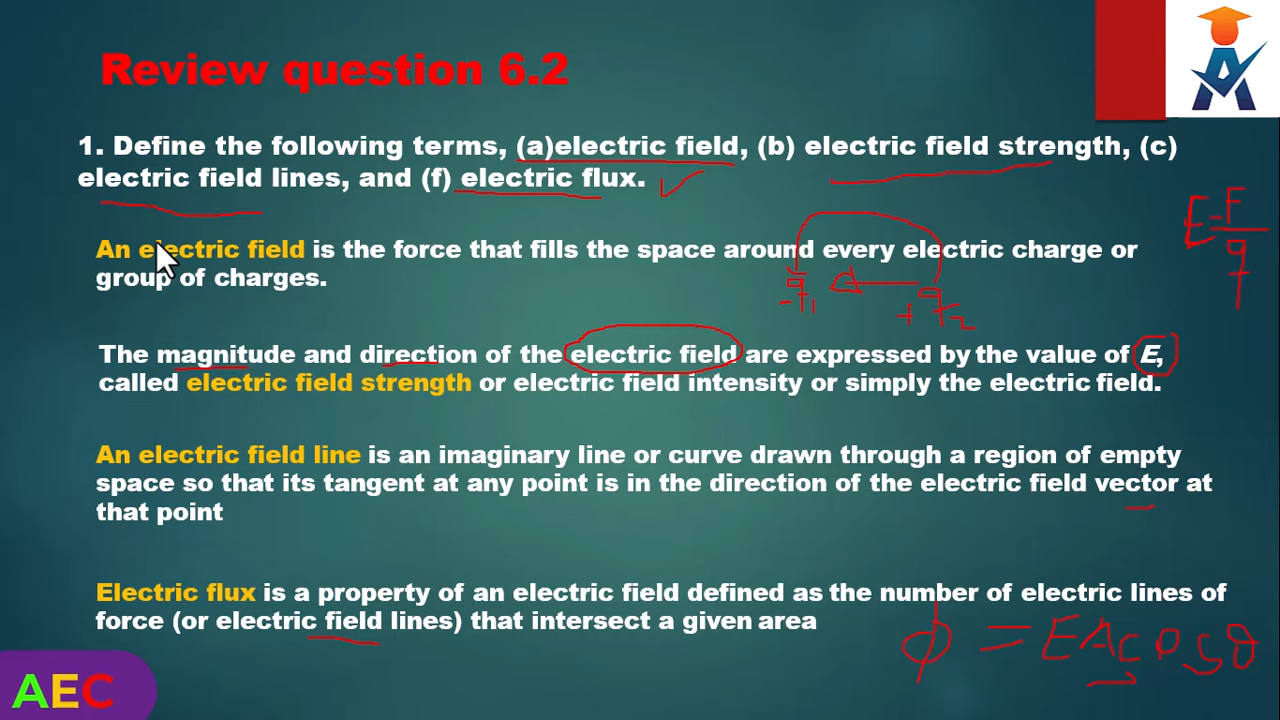 Review question 6.2
1. Define the following terms, (a)electric field, (b) electric field strength, (c)
electric field lines, and (f) electric flux.
E=F/q
An electric field is the force that fills the space around every electric charge or
group of charges.
-q1
+q2
The magnitude and direction of the electric field are expressed by the value of E,
called electric field strength or electric field intensity or simply the electric field.
An electric field line is an imaginary line or curve drawn through a region of empty
space so that its tangent at any point is in the direction of the electric field vector at
that point
Electric flux is a property of an electric field defined as the number of electric lines of
force (or electric field lines) that intersect a given area
ϕ = EAcosθ
AEC